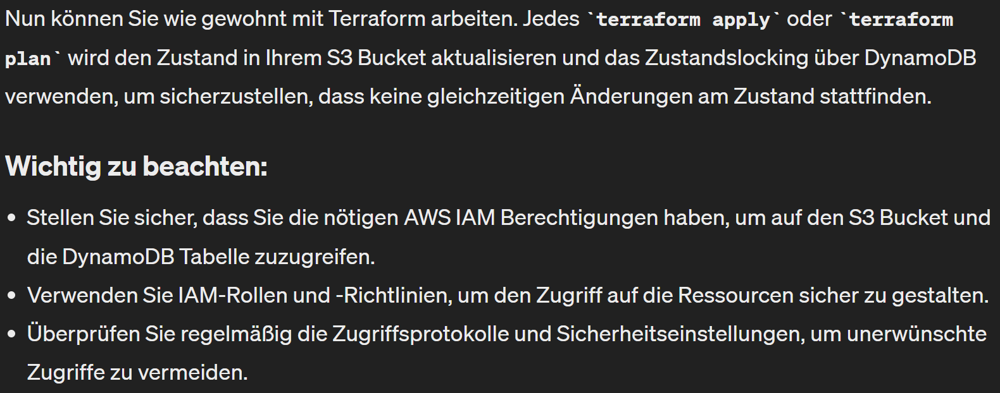 Nun können Sie wie gewohnt mit Terraform arbeiten. Jedes `terraform apply` oder `terraform
plan` wird den Zustand in Ihrem S3 Bucket aktualisieren und das Zustandslocking über DynamoDB
verwenden, um sicherzustellen, dass keine gleichzeitigen Änderungen am Zustand stattfinden.
Wichtig zu beachten:
• Stellen Sie sicher, dass Sie die nötigen AWS IAM Berechtigungen haben, um auf den S3 Bucket und
die DynamoDB Tabelle zuzugreifen.
• Verwenden Sie IAM-Rollen und -Richtlinien, um den Zugriff auf die Ressourcen sicher zu gestalten.
• Überprüfen Sie regelmäßig die Zugriffsprotokolle und Sicherheitseinstellungen, um unerwünschte
Zugriffe zu vermeiden.